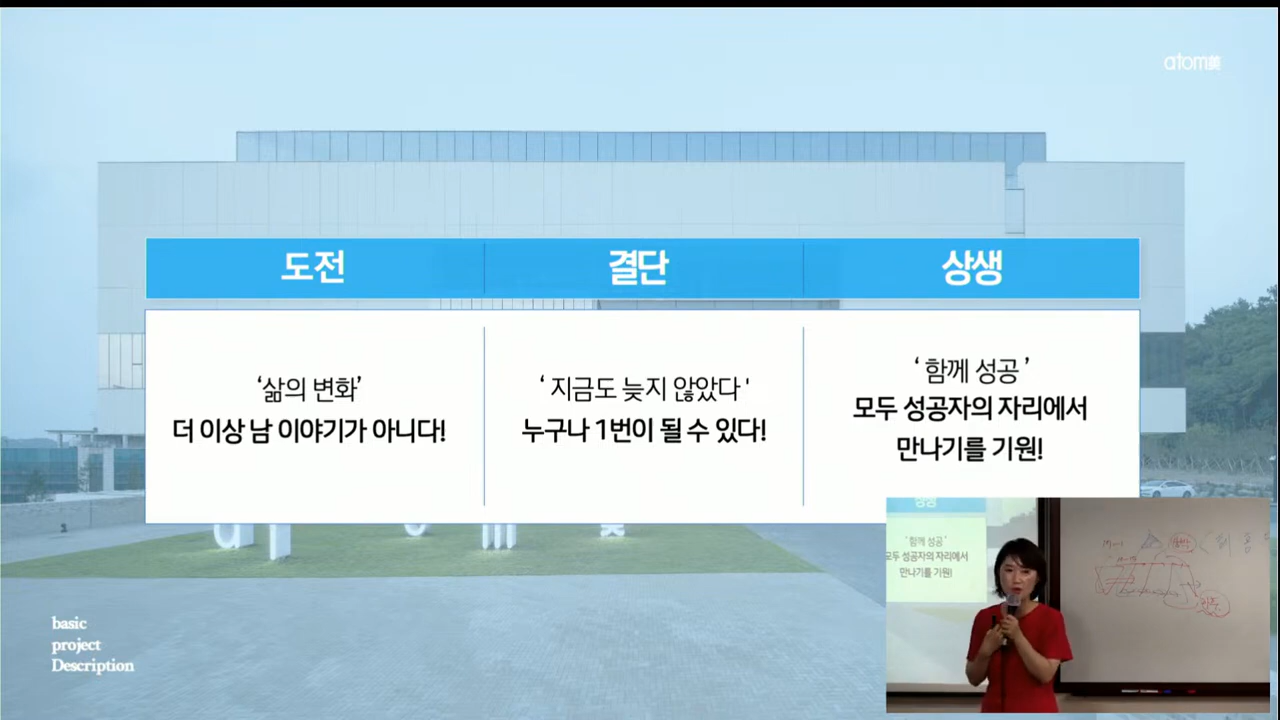 atom美
도전
결단
상생
‘삶의 변화’
더 이상 남 이야기가 아니다!
‘ 지금도 늦지 않았다 '
누구나 1번이 될 수 있다!
‘ 함께 성공 ’
모두 성공자의 자리에서
만나기를 기원!
basic
project
Description
상생
‘함께 성공’
모두 성공자의 자리에서
만나기를 기원!